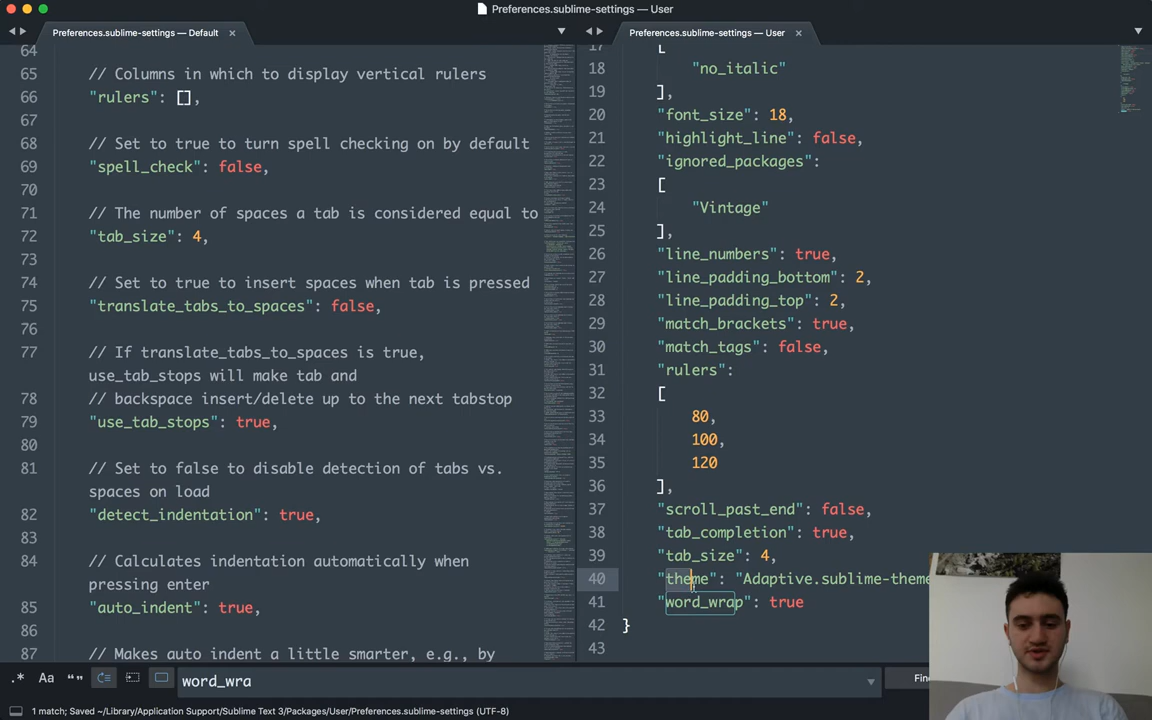 Preferences.sublime-settings — User
Preferences.sublime-settings — Default
64
65 // Columns in which to display vertical rulers
66 "rulers": [],
67
68 // Set to true to turn spell checking on by default
69 "spell_check": false,
70
71 // The number of spaces a tab is considered equal to
72 "tab_size": 4,
73
74 // Set to true to insert spaces when tab is pressed
75 "translate_tabs_to_spaces": false,
76
77 // If translate_tabs_to_spaces is true,
use_tab_stops will make tab and
78 // backspace insert/delete up to the next tabstop
79 "use_tab_stops": true,
80
81 // Set to false to disable detection of tabs vs.
spaces on load
82 "detect_indentation": true,
83
84 // Calculates indentation automatically when
pressing enter
85 "auto_indent": true,
86
87 // Makes auto indent a little smarter, e.g., by
Preferences.sublime-settings — User
17 [
18 "no_italic"
19 ],
20 "font_size": 18,
21 "highlight_line": false,
22 "ignored_packages":
23 [
24 "Vintage"
25 ],
26 "line_numbers": true,
27 "line_padding_bottom": 2,
28 "line_padding_top": 2,
29 "match_brackets": true,
30 "match_tags": false,
31 "rulers":
32 [
33 80,
34 100,
35 120
36 ],
37 "scroll_past_end": false,
38 "tab_completion": true,
39 "tab_size": 4,
40 "theme": "Adaptive.sublime-theme
41 "word_wrap": true
42 }
43
.* Aa “” word_wra
1 match; Saved ~/Library/Application Support/Sublime Text 3/Packages/User/Preferences.sublime-settings (UTF-8)